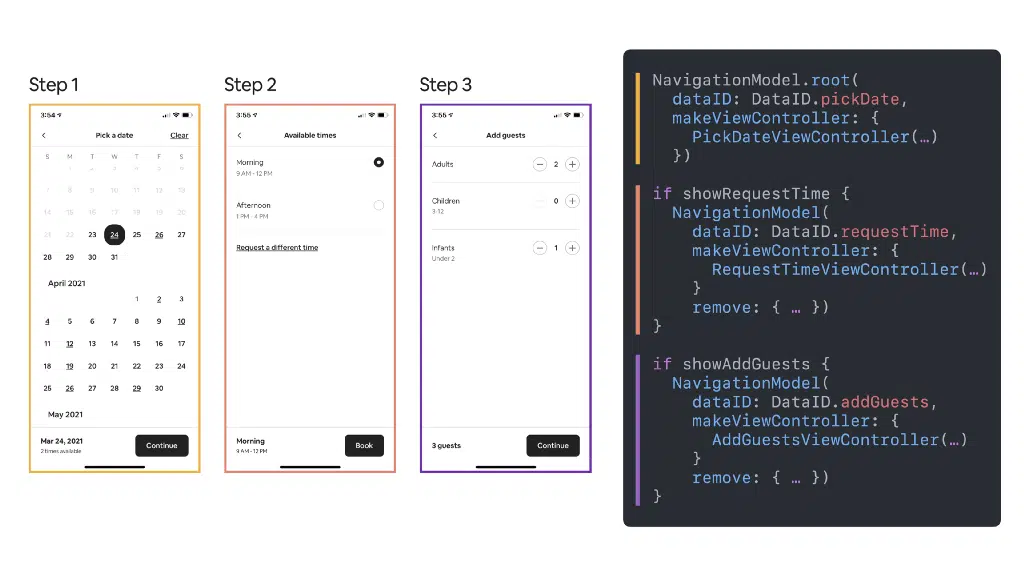 Step 1
3:54
Pick a date
Clear
S M T W T F S
7 8 9 10 11 12 13
14 15 16 17 18 19 20
21 22 23 24 25 26 27
28 29 30 31
April 2021
1 2 3
4 5 6 7 8 9 10
11 12 13 14 15 16 17
18 19 20 21 22 23 24
25 26 27 28 29 30
May 2021
Mar 24, 2021
2 times available
Continue
Step 2
3:55
Available times
Morning
9 AM - 12 PM
Afternoon
1 PM - 4 PM
Request a different time
Morning
9 AM - 12 PM
Book
Step 3
3:55
Add guests
Adults
2
Children
3-12
0
Infants
Under 2
1
3 guests
Continue
NavigationModel.root(
dataID: DataID.pickDate,
makeViewController: {
PickDateViewController(…)
})
if showRequestTime {
NavigationModel(
dataID: DataID.requestTime,
makeViewController: {
RequestTimeViewController(…)
}
remove: { … })
}
if showAddGuests {
NavigationModel(
dataID: DataID.addGuests,
makeViewController: {
AddGuestsViewController(…)
}
remove: { … })
}